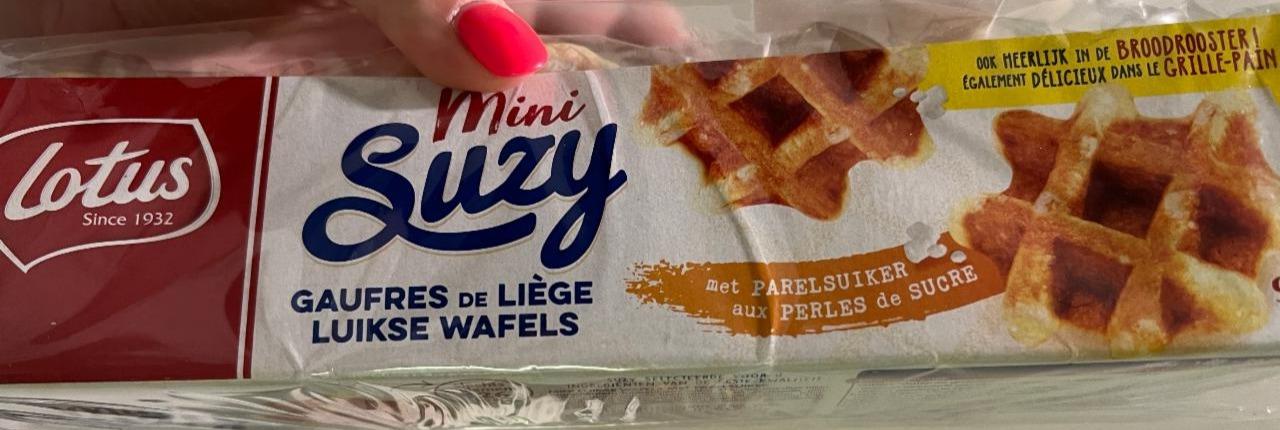 Lotus
Since 1932
Mini
Suzy
GAUFRES DE LIÈGE
LUIKSE WAFELS
OOK HEERLIJK IN DE BROODROOSTER!
ÉGALEMENT DÉLICIEUX DANS LE GRILLE-PAIN
met PARELSUIKER
aux PERLES de SUCRE